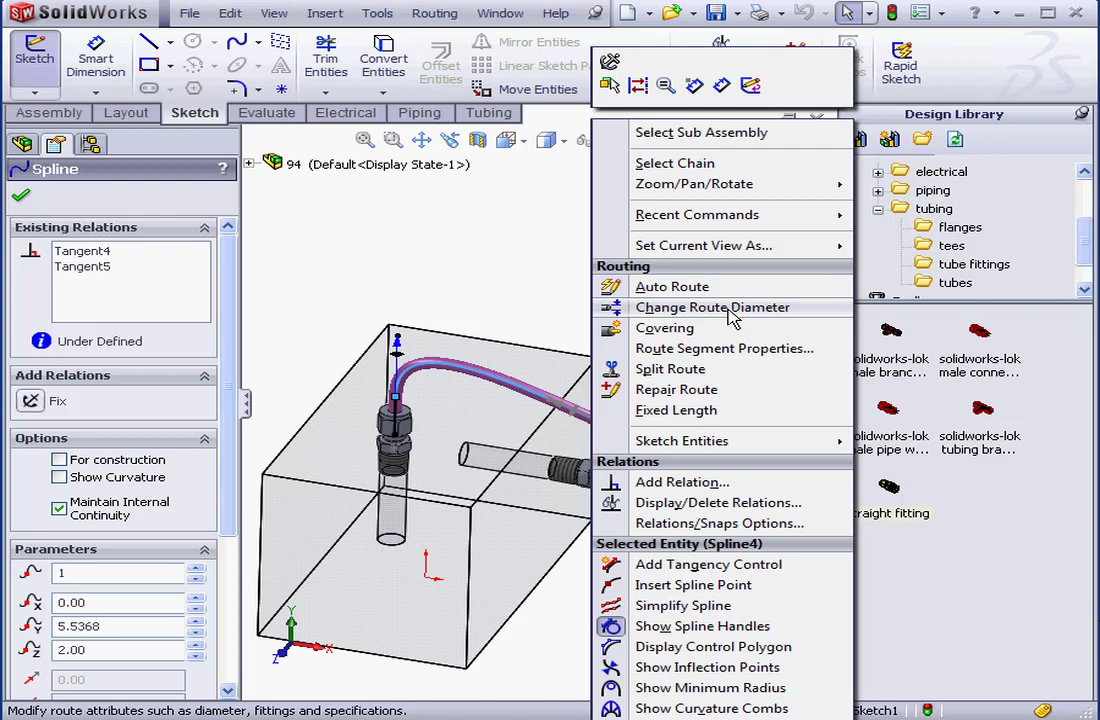 SolidWorks
File
Edit
View
Insert
Tools
Routing
Window
Help
Sketch
Smart
Dimension
Trim
Entities
Convert
Entities
Offset
Entities
Mirror Entities
Linear Sketch P
Move Entities
Rapid
Sketch
Assembly
Layout
Sketch
Evaluate
Electrical
Piping
Tubing
Spline
?
Existing Relations
Tangent4
Tangent5
Under Defined
Add Relations
Fix
Options
For construction
Show Curvature
Maintain Internal
Continuity
Parameters
1
0.00
5.5368
2.00
0.00
94 (Default<Display State-1>)
Y
X
Z
Select Sub Assembly
Select Chain
Zoom/Pan/Rotate
Recent Commands
Set Current View As...
Routing
Auto Route
Change Route Diameter
Covering
Route Segment Properties...
Split Route
Repair Route
Fixed Length
Sketch Entities
Relations
Add Relation...
Display/Delete Relations...
Relations/Snaps Options...
Selected Entity (Spline4)
Add Tangency Control
Insert Spline Point
Simplify Spline
Show Spline Handles
Display Control Polygon
Show Inflection Points
Show Minimum Radius
Show Curvature Combs
Design Library
electrical
piping
tubing
flanges
tees
tube fittings
tubes
solidworks-lok
male branc...
solidworks-lok
male conne...
solidworks-lok
male pipe w...
solidworks-lok
tubing bra...
traight fitting
Modify route attributes such as diameter, fittings and specifications.
Sketch1